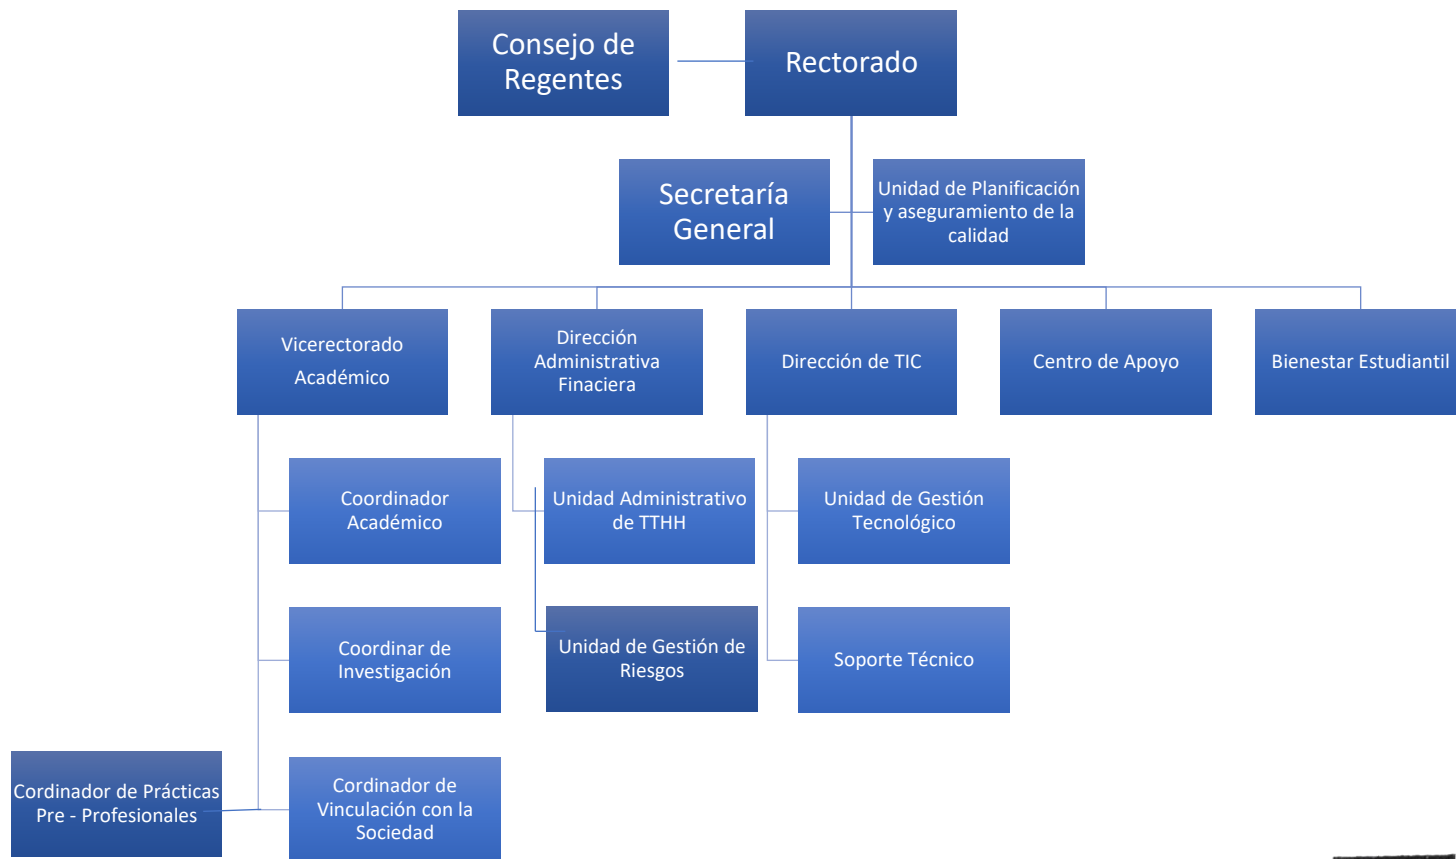 Consejo de
Regentes
Rectorado
Secretaría
General
Unidad de Planificación
y aseguramiento de la
calidad
Vicerectorado
Académico
Dirección
Administrativa
Finaciera
Dirección de TIC
Centro de Apoyo
Bienestar Estudiantil
Coordinador
Académico
Unidad Administrativo
de TTHH
Unidad de Gestión
Tecnológico
Coordinar de
Investigación
Unidad de Gestión de
Riesgos
Soporte Técnico
Cordinador de Prácticas
Pre - Profesionales
Cordinador de
Vinculación con la
Sociedad